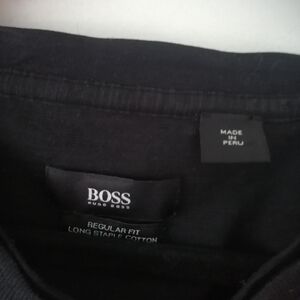 MADE
IN
PERU
BOSS
HUGO BOSS
REGULAR FIT
LONG STAPLE COTTON